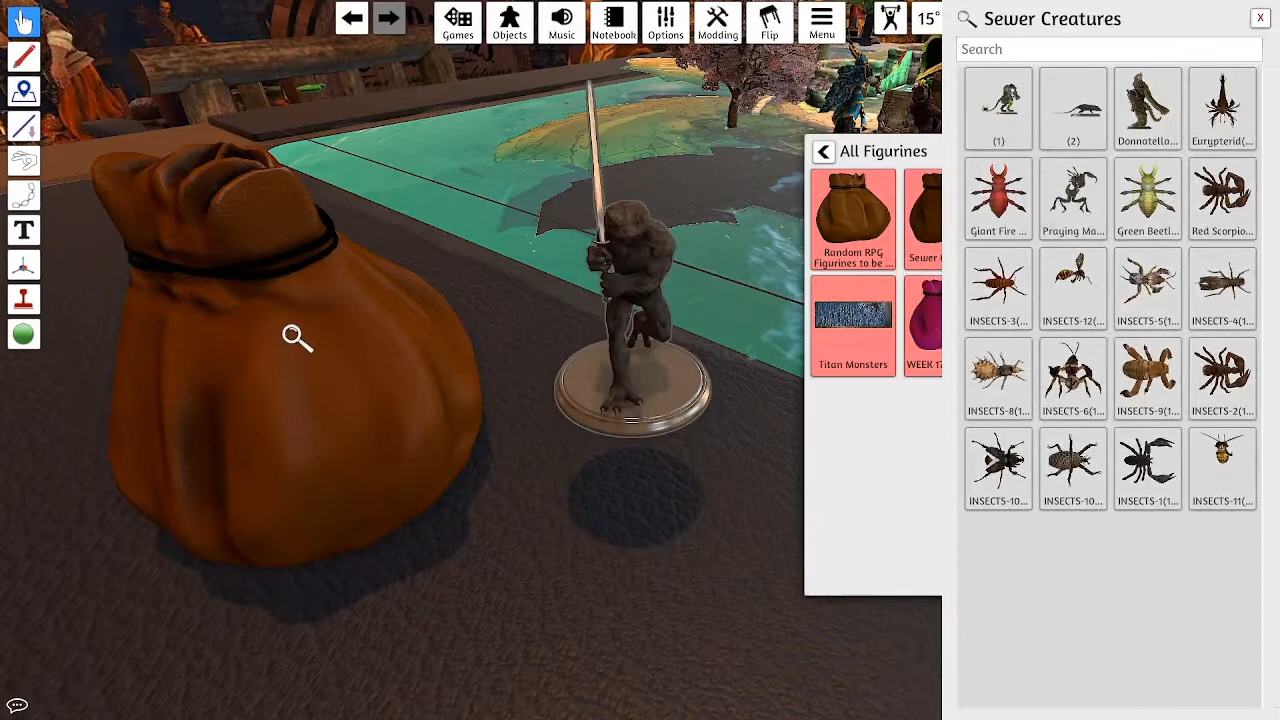 Games
Objects
Music
Notebook
Options
Modding
Flip
Menu
15°
T
All Figurines
Random RPG
Figurines to be ...
Sewer
Titan Monsters
WEEK 17
Sewer Creatures
X
Search
(1)
(2)
Donnatello...
Eurypterid(...
Giant Fire ...
Praying Ma...
Green Beetl...
Red Scorpio...
INSECTS-3(...
INSECTS-12(...
INSECTS-5(1...
INSECTS-4(1...
INSECTS-8(1...
INSECTS-6(1...
INSECTS-9(1...
INSECTS-2(1...
INSECTS-10...
INSECTS-10...
INSECTS-1(1...
INSECTS-11(...